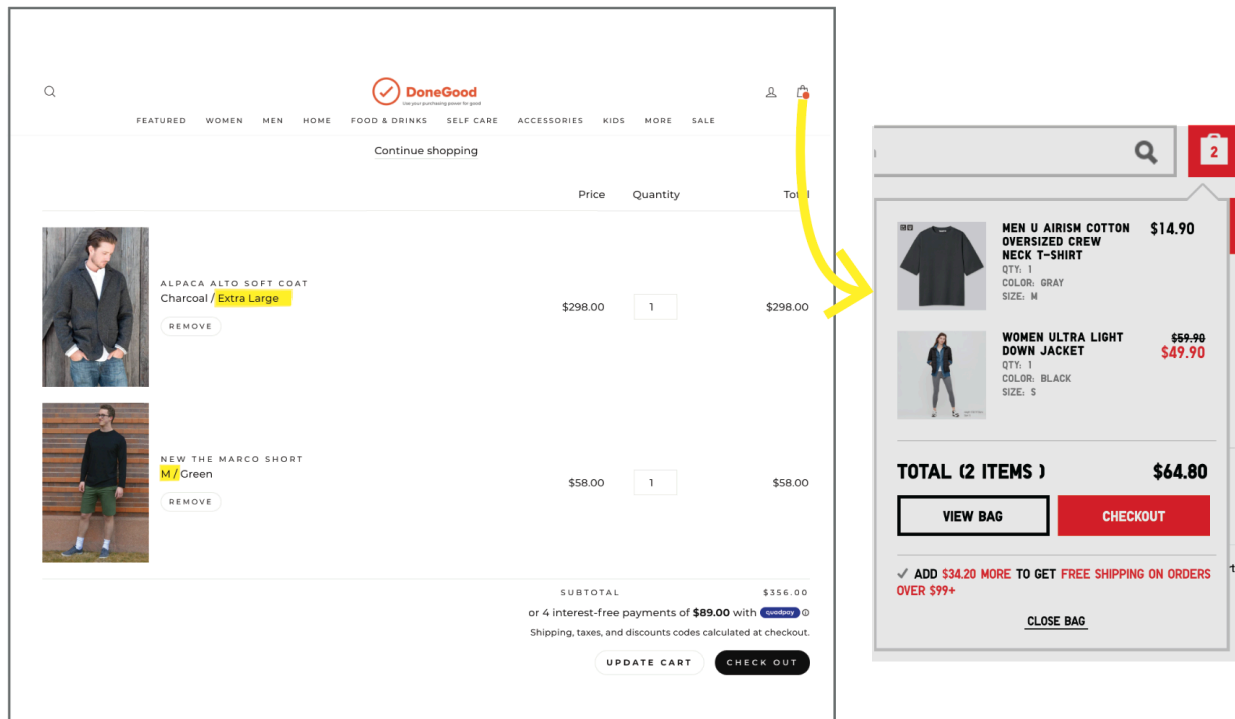 DoneGood
Use your purchasing power for good
FEATURED WOMEN MEN HOME FOOD & DRINKS SELF CARE ACCESSORIES KIDS MORE SALE
Continue shopping
Price Quantity Total
ALPACA ALTO SOFT COAT
Charcoal / Extra Large
REMOVE
$298.00 1 $298.00
NEW THE MARCO SHORT
M / Green
REMOVE
$58.00 1 $58.00
SUBTOTAL $356.00
or 4 interest-free payments of $89.00 with quadpay
Shipping, taxes, and discounts codes calculated at checkout.
UPDATE CART CHECK OUT
2
MEN U AIRISM COTTON $14.90
OVERSIZED CREW
NECK T-SHIRT
QTY: 1
COLOR: GRAY
SIZE: M
WOMEN ULTRA LIGHT $59.90
DOWN JACKET $49.90
QTY: 1
COLOR: BLACK
SIZE: S
TOTAL (2 ITEMS ) $64.80
VIEW BAG CHECKOUT
ADD $34.20 MORE TO GET FREE SHIPPING ON ORDERS
OVER $99+
CLOSE BAG